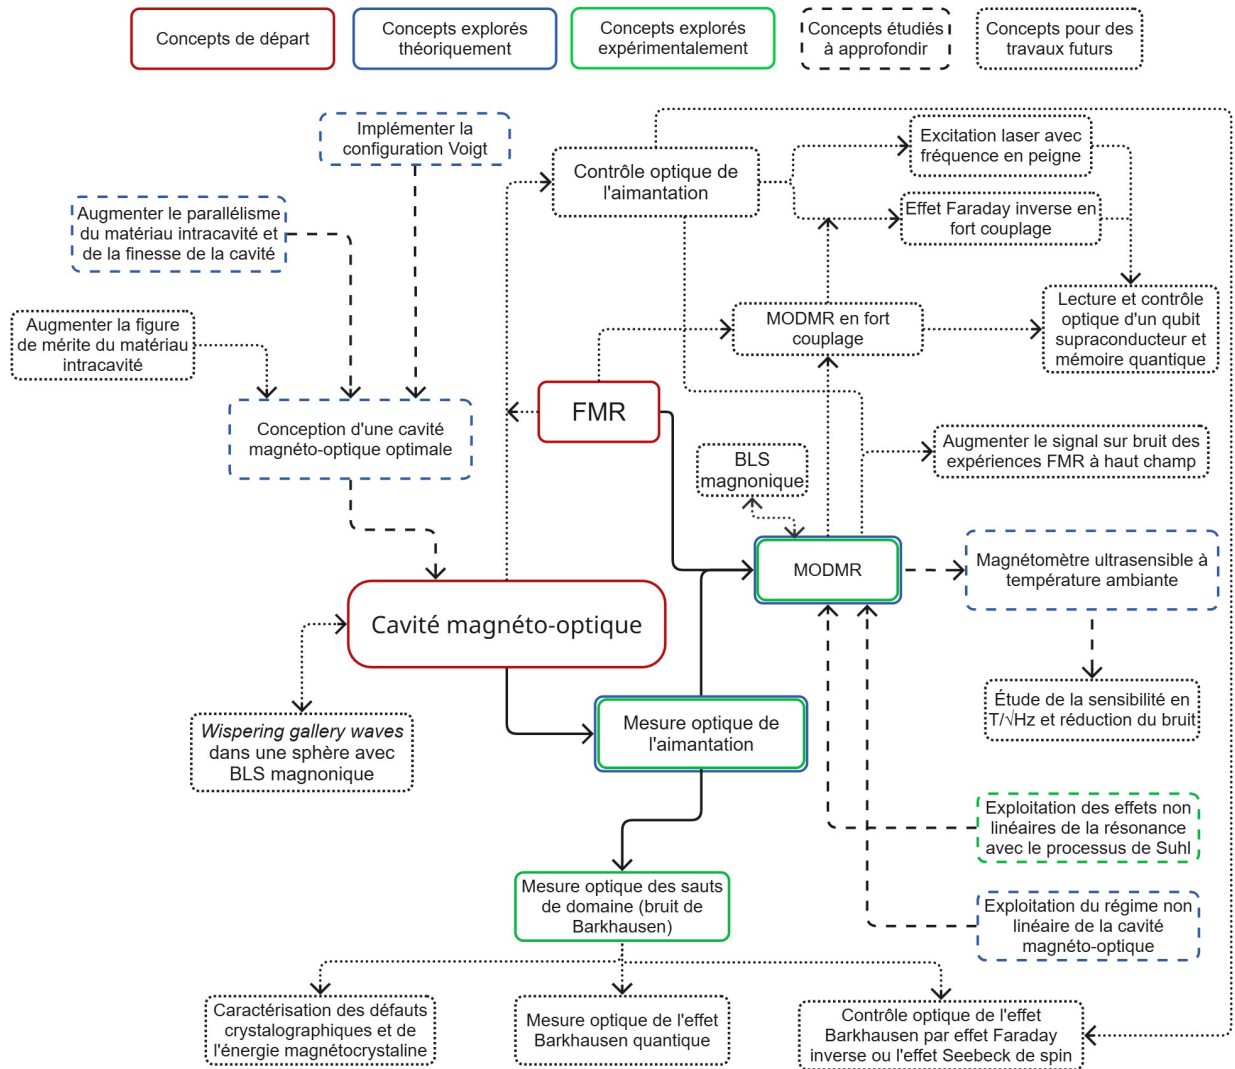 Concepts de départ
Concepts explorés
théoriquement
Concepts explorés
expérimentalement
Concepts étudiés
à approfondir
Concepts pour des
travaux futurs
Implémenter la
configuration Voigt
Excitation laser avec
fréquence en peigne
Contrôle optique de
l'aimantation
Augmenter le parallélisme
du matériau intracavité et
de la finesse de la cavité
Effet Faraday inverse en
fort couplage
Augmenter la figure
de mérite du matériau
intracavité
MODMR en fort
couplage
Lecture et contrôle
optique d'un qubit
supraconducteur et
mémoire quantique
FMR
Conception d'une cavité
magnéto-optique optimale
Augmenter le signal sur bruit des
expériences FMR à haut champ
BLS
magnonique
MODMR
Magnétomètre ultrasensible à
température ambiante
Cavité magnéto-optique
Étude de la sensibilité en
T/√Hz et réduction du bruit
Mesure optique de
l'aimantation
Wispering gallery waves
dans une sphère avec
BLS magnonique
Exploitation des effets non
linéaires de la résonance
avec le processus de Suhl
Mesure optique des sauts
de domaine (bruit de
Barkhausen)
Exploitation du régime non
linéaire de la cavité
magnéto-optique
Caractérisation des défauts
crystalographiques et de
l'énergie magnétocrystaline
Mesure optique de l'effet
Barkhausen quantique
Contrôle optique de l'effet
Barkhausen par effet Faraday
inverse ou l'effet Seebeck de spin